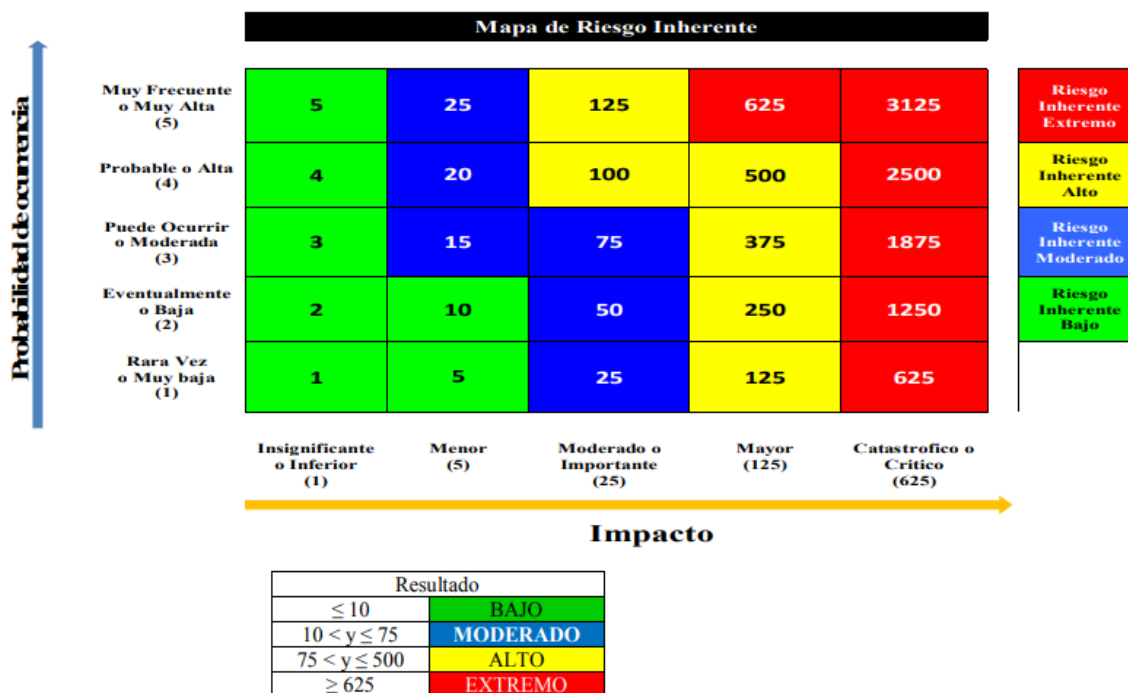 Mapa de Riesgo Inherente
Probabilidad de ocurrencia
Muy Frecuente
o Muy Alta
(5)
5
25
125
625
3125
Riesgo
Inherente
Extremo
Probable o Alta
(4)
4
20
100
500
2500
Riesgo
Inherente
Alto
Puede Ocurrir
o Moderada
(3)
3
15
75
375
1875
Riesgo
Inherente
Moderado
Eventualmente
o Baja
(2)
2
10
50
250
1250
Riesgo
Inherente
Bajo
Rara Vez
o Muy baja
(1)
1
5
25
125
625
Insignificante
o Inferior
(1)
Menor
(5)
Moderado o
Importante
(25)
Mayor
(125)
Catastrofico o
Critico
(625)
Impacto
Resultado
≤ 10 BAJO
10 < y ≤ 75 MODERADO
75 < y ≤ 500 ALTO
≥ 625 EXTREMO